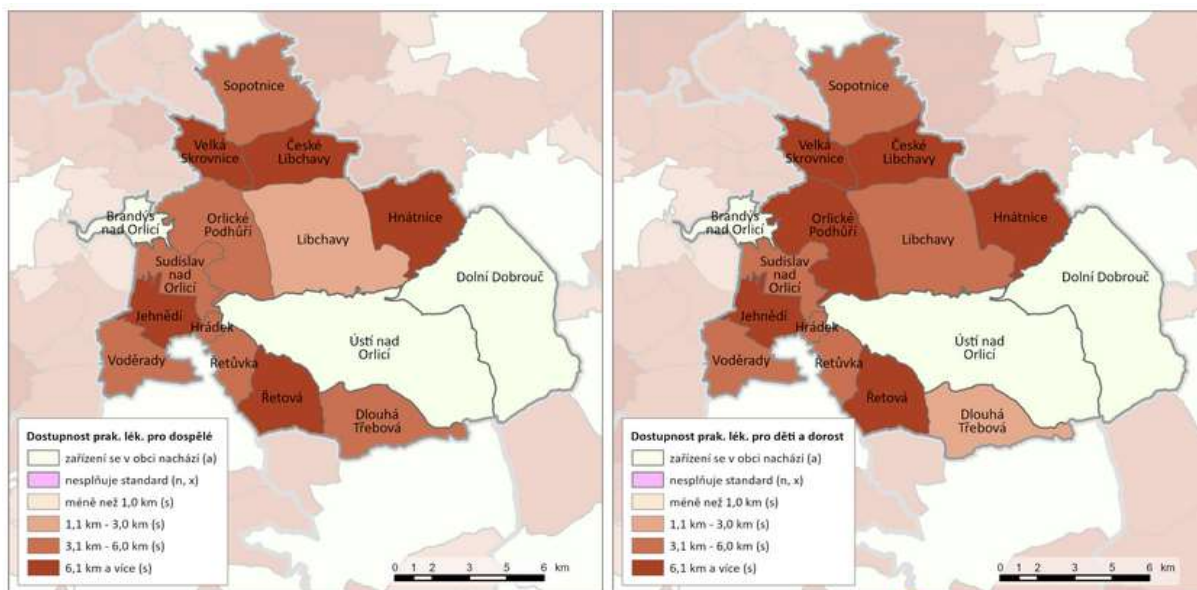 Sopotnice
Velká
Skrovnice
České
Libchavy
Brandýs
nad Orlicí
Orlické
Podhůří
Libchavy
Hnátnice
Sudislav
nad
Orlicí
Dolní Dobrouč
Jehnědí
Hrádek
Ústí nad
Orlicí
Voděrady
Řetůvka
Řetová
Dlouhá
Třebová
Dostupnost prak. lék. pro dospělé
zařízení se v obci nachází (a)
nesplňuje standard (n, x)
méně než 1,0 km (s)
1,1 km - 3,0 km (s)
3,1 km - 6,0 km (s)
6,1 km a více (s)
0 1 2 3 4 5 6 km
Sopotnice
Velká
Skrovnice
České
Libchavy
Brandýs
nad Orlicí
Orlické
Podhůří
Libchavy
Hnátnice
Sudislav
nad
Orlicí
Dolní Dobrouč
Jehnědí
Hrádek
Ústí nad
Orlicí
Voděrady
Řetůvka
Řetová
Dlouhá
Třebová
Dostupnost prak. lék. pro děti a dorost
zařízení se v obci nachází (a)
nesplňuje standard (n, x)
méně než 1,0 km (s)
1,1 km - 3,0 km (s)
3,1 km - 6,0 km (s)
6,1 km a více (s)
0 1 2 3 4 5 6 km